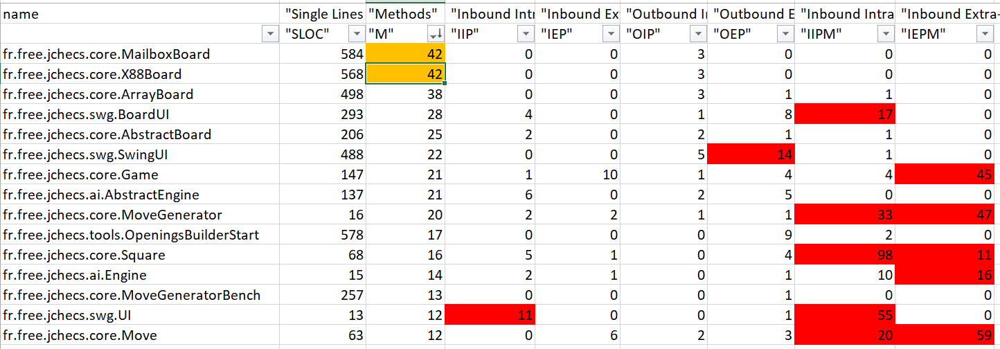 name "Single Lines "Methods" "Inbound Intr "Inbound Ex "Outbound I "Outbound E "Inbound Intra "Inbound Extra-
"SLOC" "M" "IIP" "IEP" "OIP" "OEP" "IIPM" "IEPM"
fr.free.jchecs.core.MailboxBoard 584 42 0 0 3 0 0 0
fr.free.jchecs.core.X88Board 568 42 0 0 3 0 0 0
fr.free.jchecs.core.ArrayBoard 498 38 0 0 3 1 1 0
fr.free.jchecs.swg.BoardUI 293 28 4 0 1 8 17 0
fr.free.jchecs.core.AbstractBoard 206 25 2 0 2 1 1 0
fr.free.jchecs.swg.SwingUI 488 22 0 0 5 14 1 0
fr.free.jchecs.core.Game 147 21 1 10 1 4 4 45
fr.free.jchecs.ai.AbstractEngine 137 21 6 0 2 5 0 0
fr.free.jchecs.core.MoveGenerator 16 20 2 2 1 1 33 47
fr.free.jchecs.tools.OpeningsBuilderStart 578 17 0 0 0 9 2 0
fr.free.jchecs.core.Square 68 16 5 1 0 4 98 11
fr.free.jchecs.ai.Engine 15 14 2 1 0 1 10 16
fr.free.jchecs.core.MoveGeneratorBench 257 13 0 0 0 1 0 0
fr.free.jchecs.swg.UI 13 12 11 0 0 1 55 0
fr.free.jchecs.core.Move 63 12 0 6 2 3 20 59